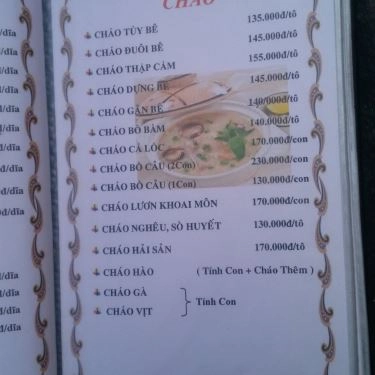 CHÁO
CHÁO TỦY BÊ 135.000đ/tô
CHÁO ĐUÔI BÊ 145.000đ/tô
CHÁO THẬP CẨM 155.000đ/tô
CHÁO DỰNG BÊ 145.000đ/tô
CHÁO GÂN BÊ 140/000đ/tô
CHÁO BÒ BẰM 140.000đ/tô
CHÁO CÁ LÓC 170.000đ/con
CHÁO BỒ CÂU (2Con) 230.000đ/con
CHÁO BỒ CÂU (1Con) 130.000đ/con
CHÁO LƯƠN KHOAI MÔN 170.000đ/con
CHÁO NGHÊU, SÒ HUYẾT 130.000đ/tô
CHÁO HẢI SẢN 170.000đ/tô
CHÁO HÀO ( Tính Con + Cháo Thêm )
CHÁO GÀ
CHÁO VỊT
Tính Con